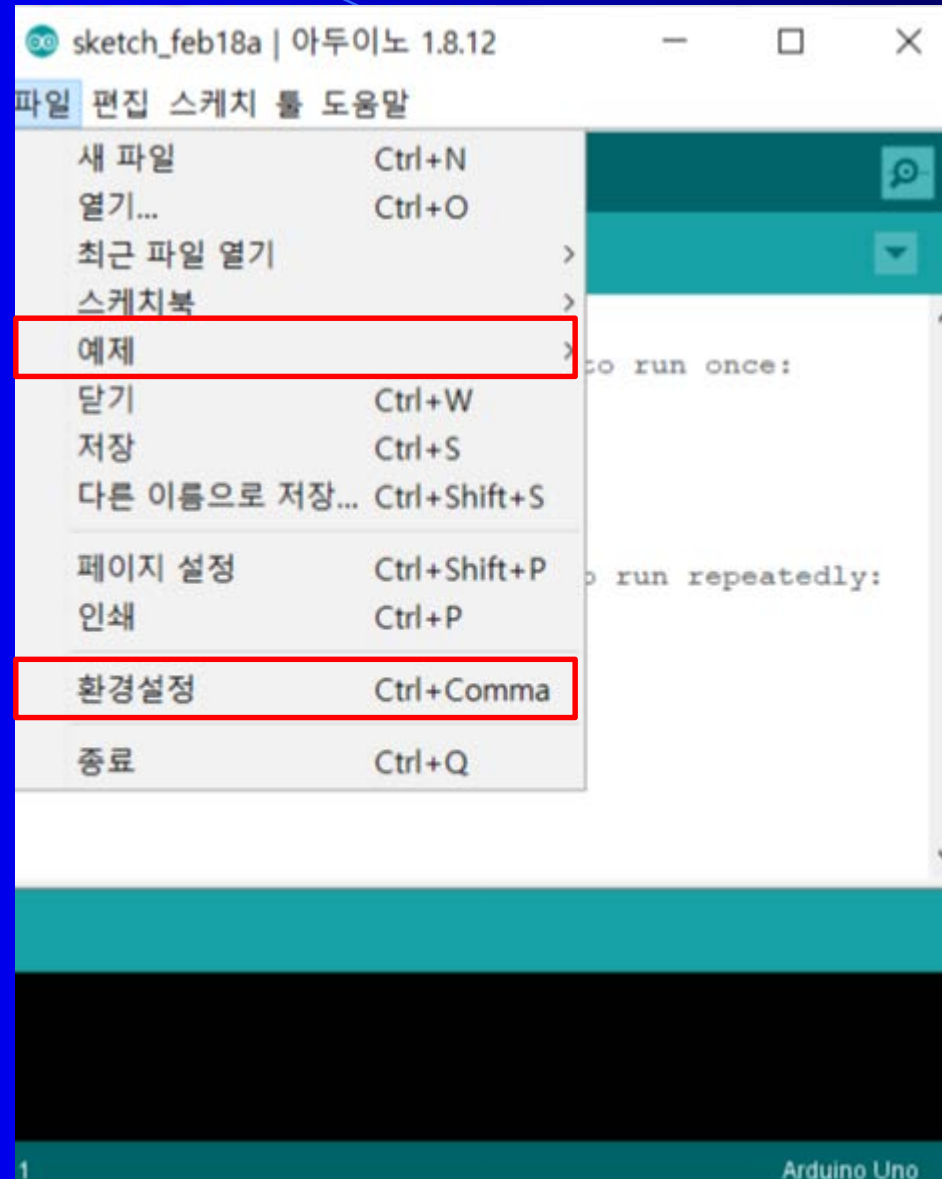 sketch_feb18a | 아두이노 1.8.12
파일 편집 스케치 툴 도움말
새 파일 Ctrl+N
열기... Ctrl+O
최근 파일 열기 >
스케치북 >
예제 >
to run once:
닫기 Ctrl+W
저장 Ctrl+S
다른 이름으로 저장... Ctrl+Shift+S
페이지 설정 Ctrl+Shift+P
run repeatedly:
인쇄 Ctrl+P
환경설정 Ctrl+Comma
종료 Ctrl+Q
1 Arduino Uno